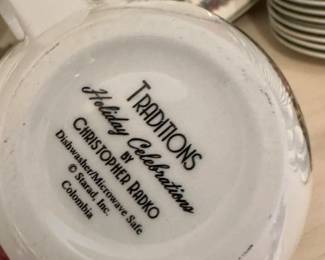 TRADITIONS
Holiday Celebrations
BY
CHRISTOPHER RADKO
Dishwasher/Microwave Safe
© Starad, Inc.
Colombia